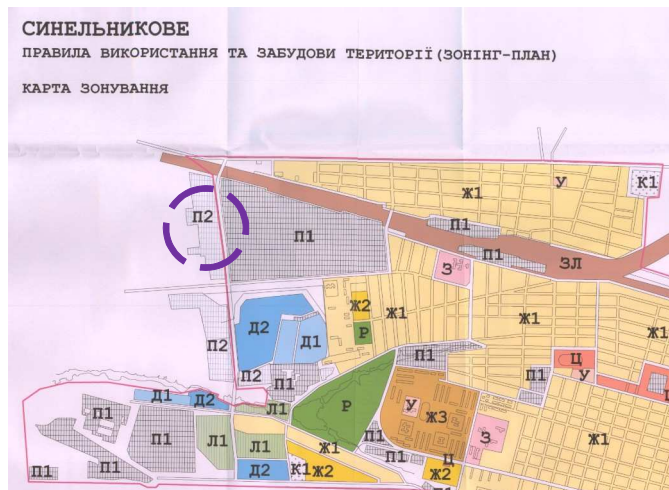 СИНЕЛЬНИКОВЕ
ПРАВИЛА ВИКОРИСТАННЯ ТА ЗАБУДОВИ ТЕРИТОРІЇ(ЗОНІНГ-ПЛАН)
КАРТА ЗОНУВАННЯ
У
К1
Ж1
П2
П1
П1
П1
З
ЗЛ
Ж2
Ж1
Д2
Р
Д1
Ж1
Ж1
П2
П1
Ц
П2
П1
П1
У
Д1
Д2
Л1
Р
У
Ж3
П1
П1
Л1
Л1
Ж1
П1
З
Ж1
П1
П1
П1
Д2
К1
Ж2
Ц
Ж2